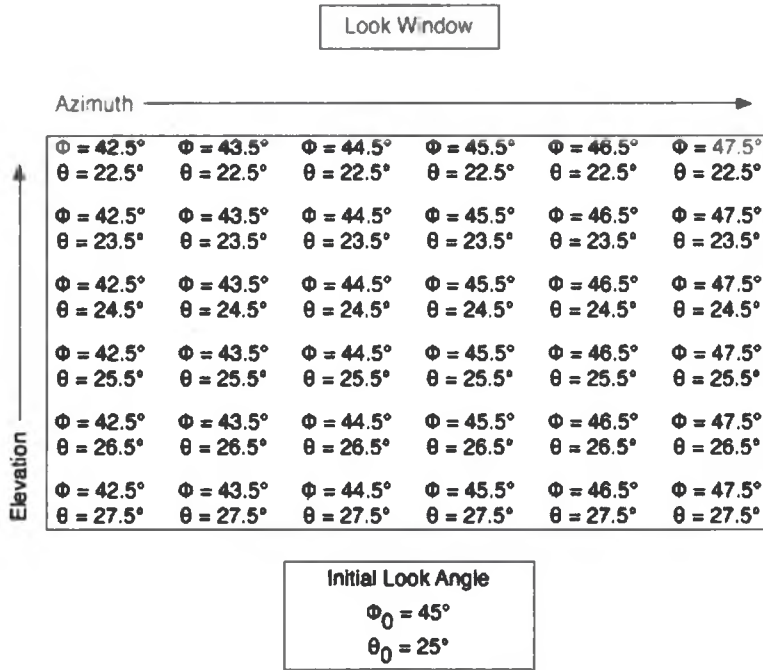 Look Window
Azimuth
Φ = 42.5° Φ = 43.5° Φ = 44.5° Φ = 45.5° Φ = 46.5° Φ = 47.5°
θ = 22.5° θ = 22.5° θ = 22.5° θ = 22.5° θ = 22.5° θ = 22.5°
Φ = 42.5° Φ = 43.5° Φ = 44.5° Φ = 45.5° Φ = 46.5° Φ = 47.5°
θ = 23.5° θ = 23.5° θ = 23.5° θ = 23.5° θ = 23.5° θ = 23.5°
Φ = 42.5° Φ = 43.5° Φ = 44.5° Φ = 45.5° Φ = 46.5° Φ = 47.5°
θ = 24.5° θ = 24.5° θ = 24.5° θ = 24.5° θ = 24.5° θ = 24.5°
Φ = 42.5° Φ = 43.5° Φ = 44.5° Φ = 45.5° Φ = 46.5° Φ = 47.5°
θ = 25.5° θ = 25.5° θ = 25.5° θ = 25.5° θ = 25.5° θ = 25.5°
Φ = 42.5° Φ = 43.5° Φ = 44.5° Φ = 45.5° Φ = 46.5° Φ = 47.5°
θ = 26.5° θ = 26.5° θ = 26.5° θ = 26.5° θ = 26.5° θ = 26.5°
Φ = 42.5° Φ = 43.5° Φ = 44.5° Φ = 45.5° Φ = 46.5° Φ = 47.5°
θ = 27.5° θ = 27.5° θ = 27.5° θ = 27.5° θ = 27.5° θ = 27.5°
Elevation
Initial Look Angle
Φ₀ = 45°
θ₀ = 25°